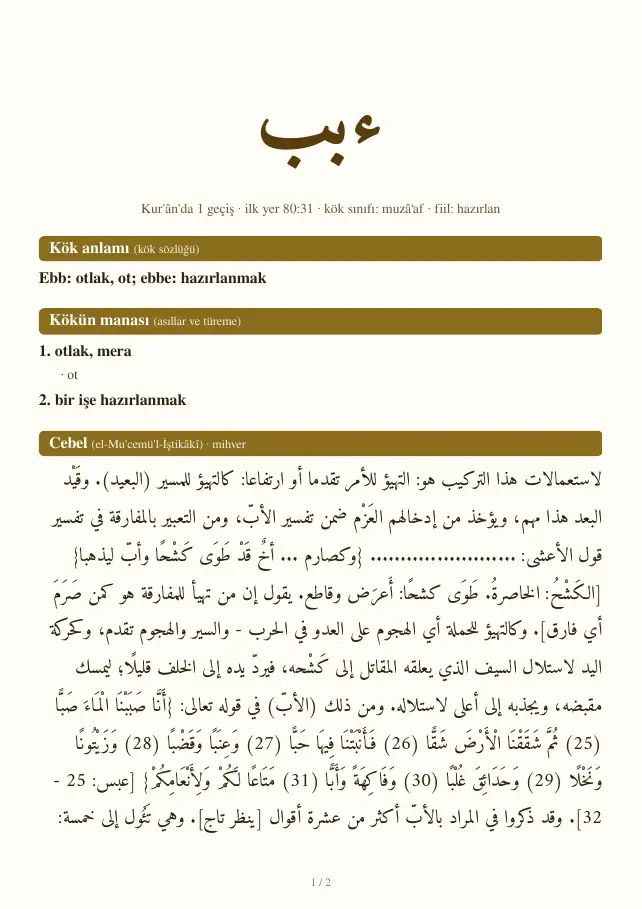 ءبب
Kur'ân'da 1 geçiş · ilk yer 80:31 · kök sınıfı: muzâ'af · fiil: hazırlan
Kök anlamı (kök sözlüğü)
Ebb: otlak, ot; ebbe: hazırlanmak
Kökün manası (asıllar ve türeme)
1. otlak, mera
· ot
2. bir işe hazırlanmak
Cebel (el-Mu'cemü'l-İştikâkî) · mihver
لاستعمالات هذا التركيب هو: التهيؤ للأمر تقدما أو ارتفاعا: كالتهيؤ للمسير (البعيد). وقَيْد
البعد هذا مهم، ويؤخذ من إدخالهم العَزْم ضمن تفسير الأبّ، ومن التعبير بالمفارقة في تفسير
قول الأعشى: ........................ {وكصارم ... أخٌ قَدْ طَوَى كَشْحًا وأبّ ليذهبا}
[الكَشْحُ: الخاصرةُ. طَوَى كشحًا: أَعرَض وقاطع. يقول إن من تهيأ للمفارقة هو كمن صَرَمَ
أي فارق]. وكالتهيؤ للحملة أي الهجوم على العدو في الحرب - والسير والهجوم تقدم، وكحركة
اليد لاستلال السيف الذي يعلقه المقاتل إلى كَشْحه، فيردّ يده إلى الخلف قليلًا؛ ليمسك
مقبضه، ويجذبه إلى أعلى لاستلاله. ومن ذلك (الأبّ) في قوله تعالى: {أَنَّا صَبَبْنَا الْمَاءَ صَبًّا
(25) ثُمَّ شَقَقْنَا الْأَرْضَ شَقًّا (26) فَأَنْبَتْنَا فِيهَا حَبًّا (27) وَعِنَبًا وَقَضْبًا (28) وَزَيْتُونًا
وَنَخْلًا (29) وَحَدَائِقَ غُلْبًا (30) وَفَاكِهَةً وَأَبًّا (31) مَتَاعًا لَكُمْ وَلِأَنْعَامِكُمْ} [عبس: 25 -
32]. وقد ذكروا في المراد بالأبّ أكثر من عشرة أقوال [ينظر تاج]. وهي تَئُول إلى خمسة:
1 / 2